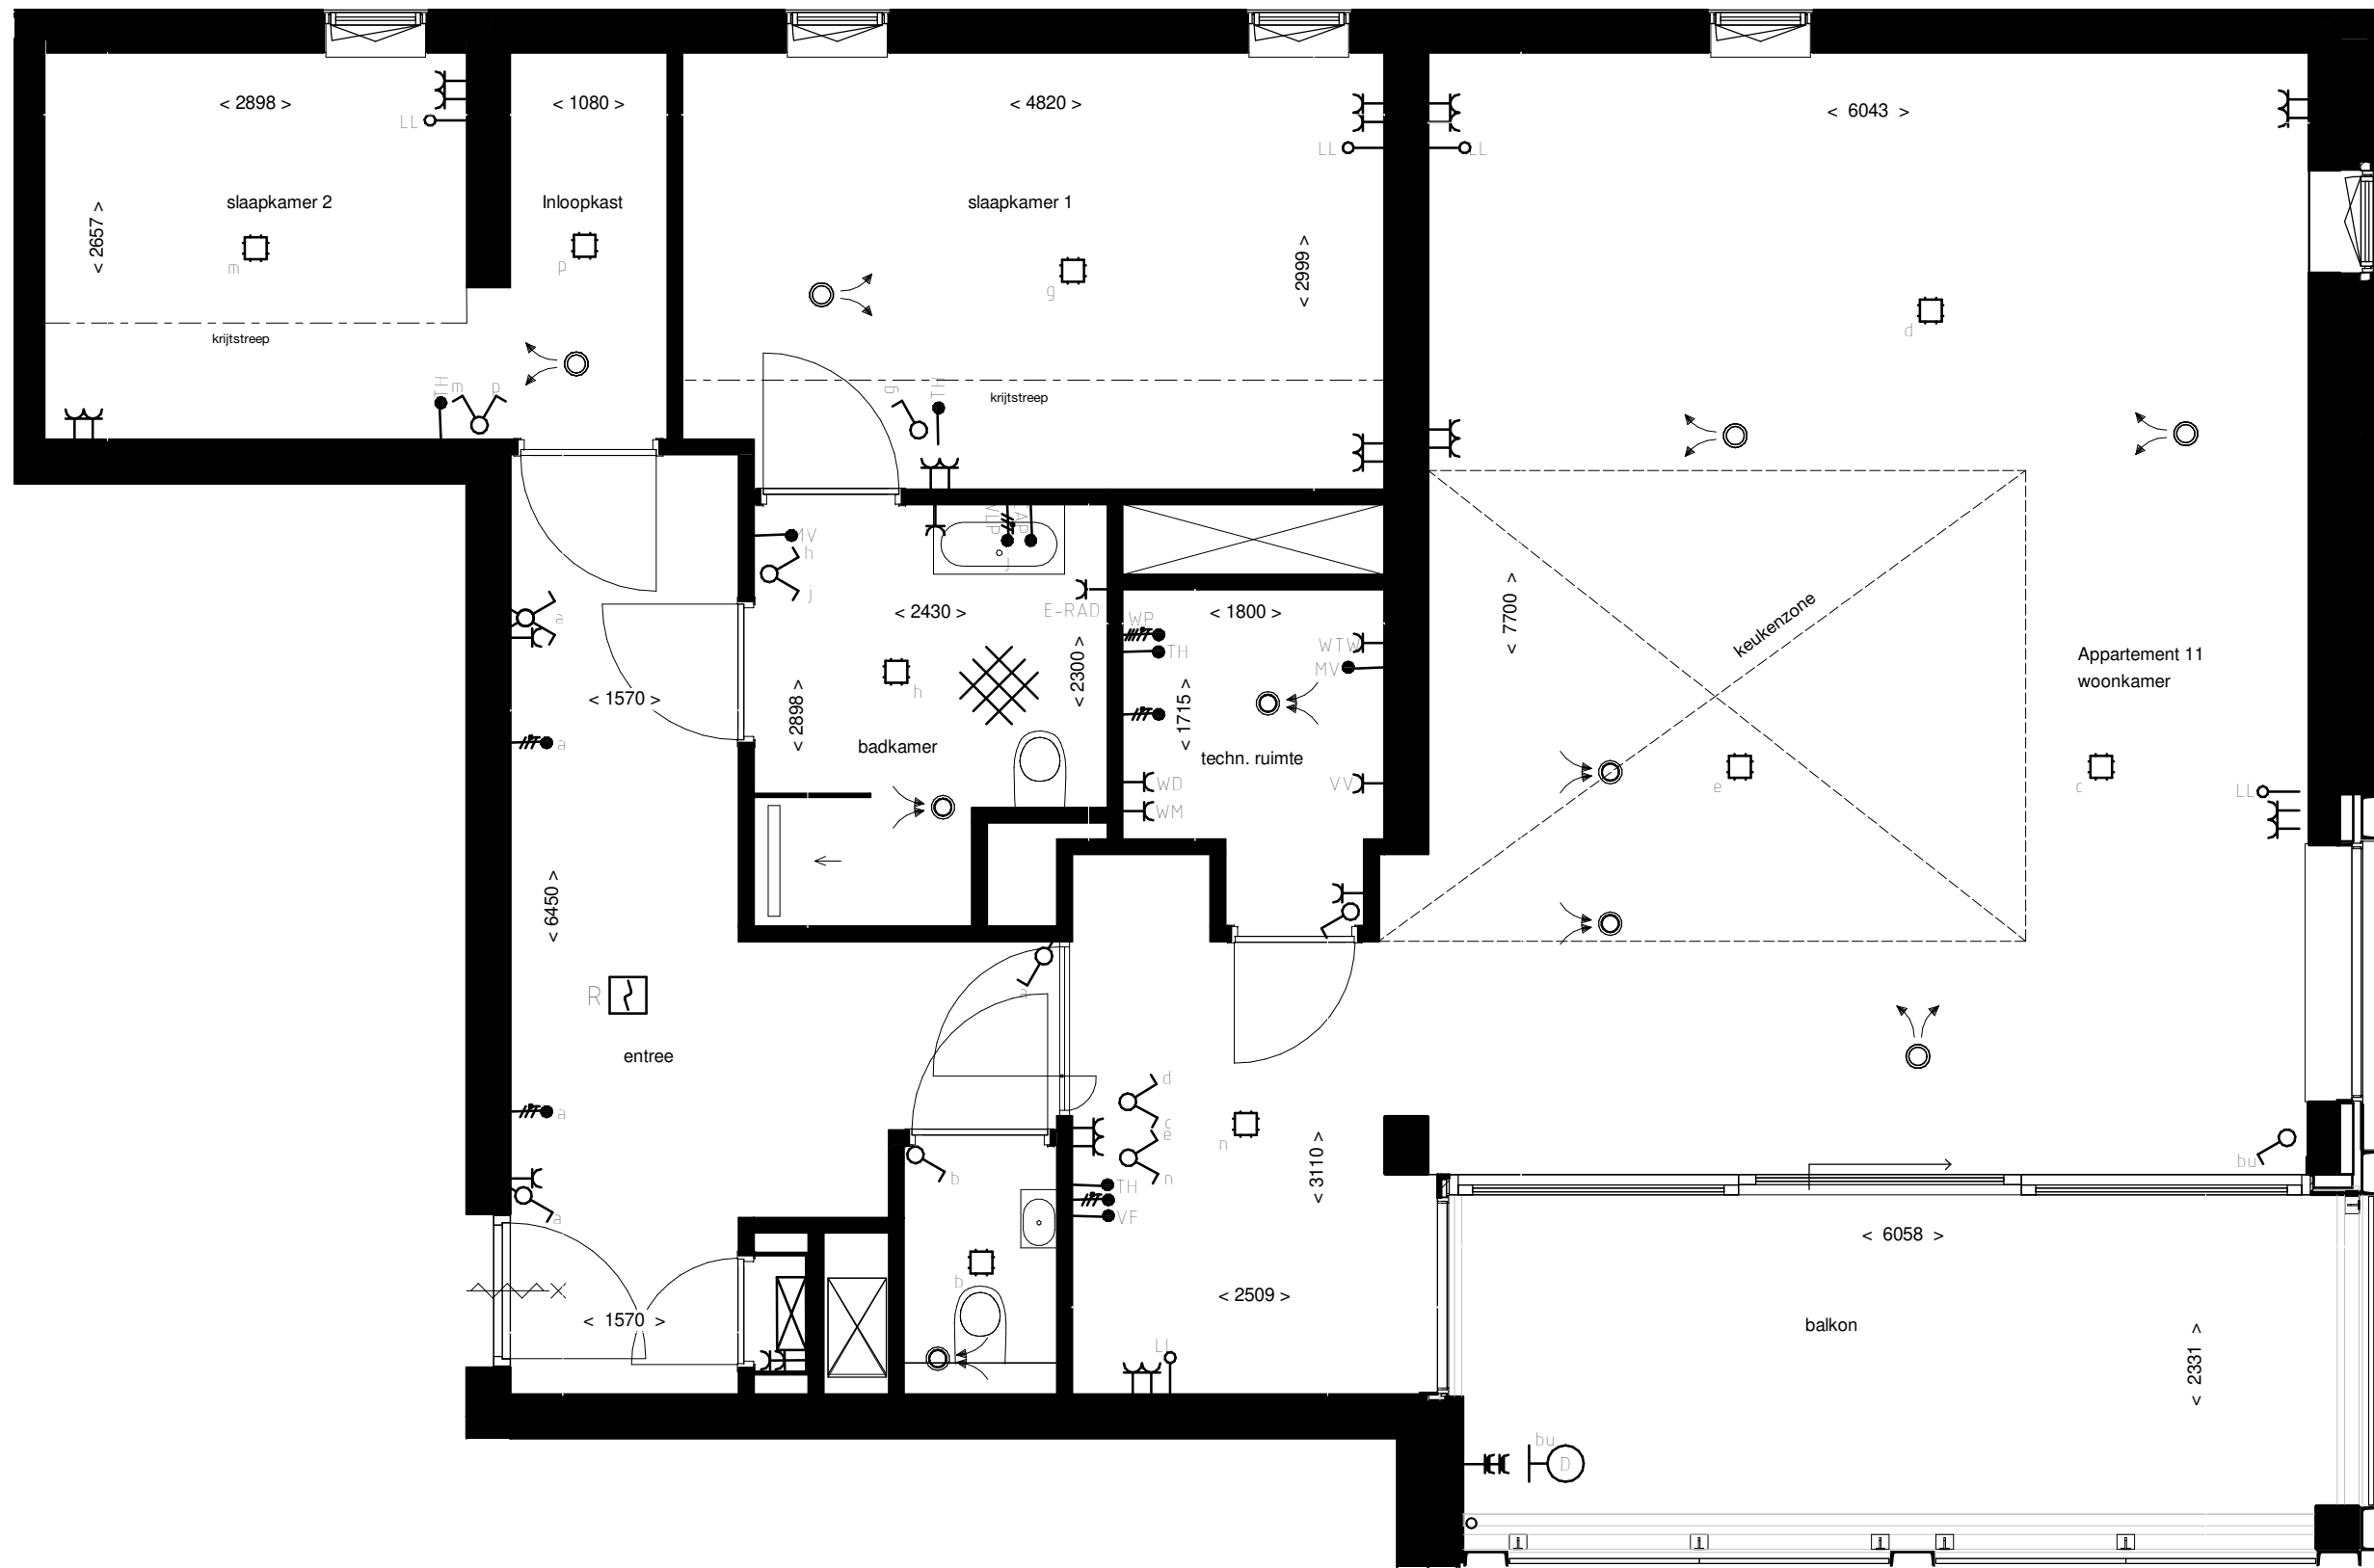 < 2898 >
< 1080 >
< 4820 >
< 6043 >
LL
LL
LL
slaapkamer 2
Inloopkast
slaapkamer 1
< 2657 >
< 2999 >
m
p
g
d
krijtstreep
krijtstreep
TH
m
p
g
TH
MV
h
j
E-RAD
< 2430 >
< 1800 >
WP
TH
WTW
MV
< 7700 >
keukenzone
Appartement 11
woonkamer
a
< 1570 >
< 2898 >
< 2300 >
h
badkamer
< 1715 >
techn. ruimte
a
WD
WM
VV
e
c
LL
< 6450 >
R
entree
a
a
a
b
d
c
e
n
n
TH
VF
< 3110 >
bu
< 6058 >
< 1570 >
b
< 2509 >
LL
balkon
< 2331 >
bu
D